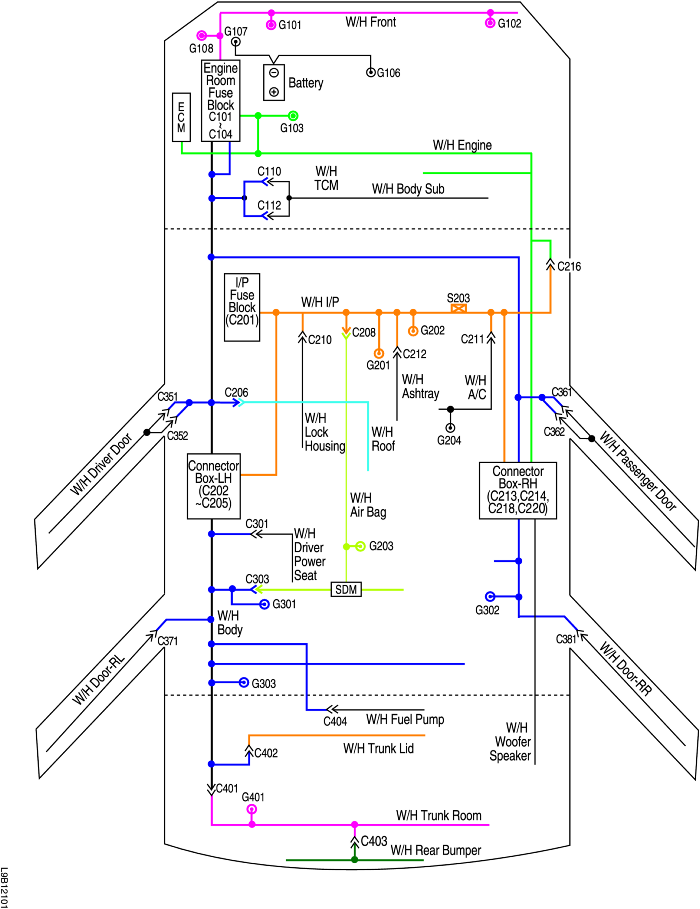 G101
W/H Front
G102
G107
G108
G106
Engine
Room
Fuse
Block
C101
~
C104
Battery
E
C
M
G103
W/H Engine
C110
W/H
TCM
W/H Body Sub
C112
C216
I/P
Fuse
Block
(C201)
W/H I/P
S203
C210
C208
G202
C211
G201
C212
W/H
Ashtray
W/H
A/C
C351
C206
C361
C352
W/H
Lock
Housing
W/H
Roof
G204
C362
W/H Driver Door
W/H Passenger Door
Connector
Box-LH
(C202
~C205)
Connector
Box-RH
(C213,C214,
C218,C220)
W/H
Air Bag
C301
W/H
Driver
Power
Seat
G203
C303
SDM
G301
G302
W/H
Body
C371
C381
W/H Door-RL
W/H Door-RR
G303
C404
W/H Fuel Pump
W/H
Woofer
Speaker
W/H Trunk Lid
C402
C401
G401
W/H Trunk Room
C403
W/H Rear Bumper
L9B12101